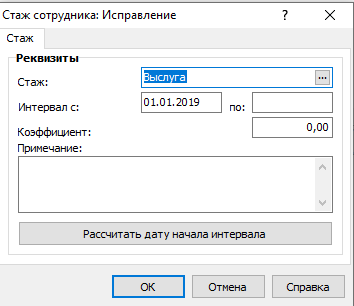 Стаж сотрудника: Исправление
Стаж
Реквизиты
Стаж: Выслуга ...
Интервал с: 01.01.2019 по:
Коэффициент: 0,00
Примечание:
Рассчитать дату начала интервала
ОК Отмена Справка